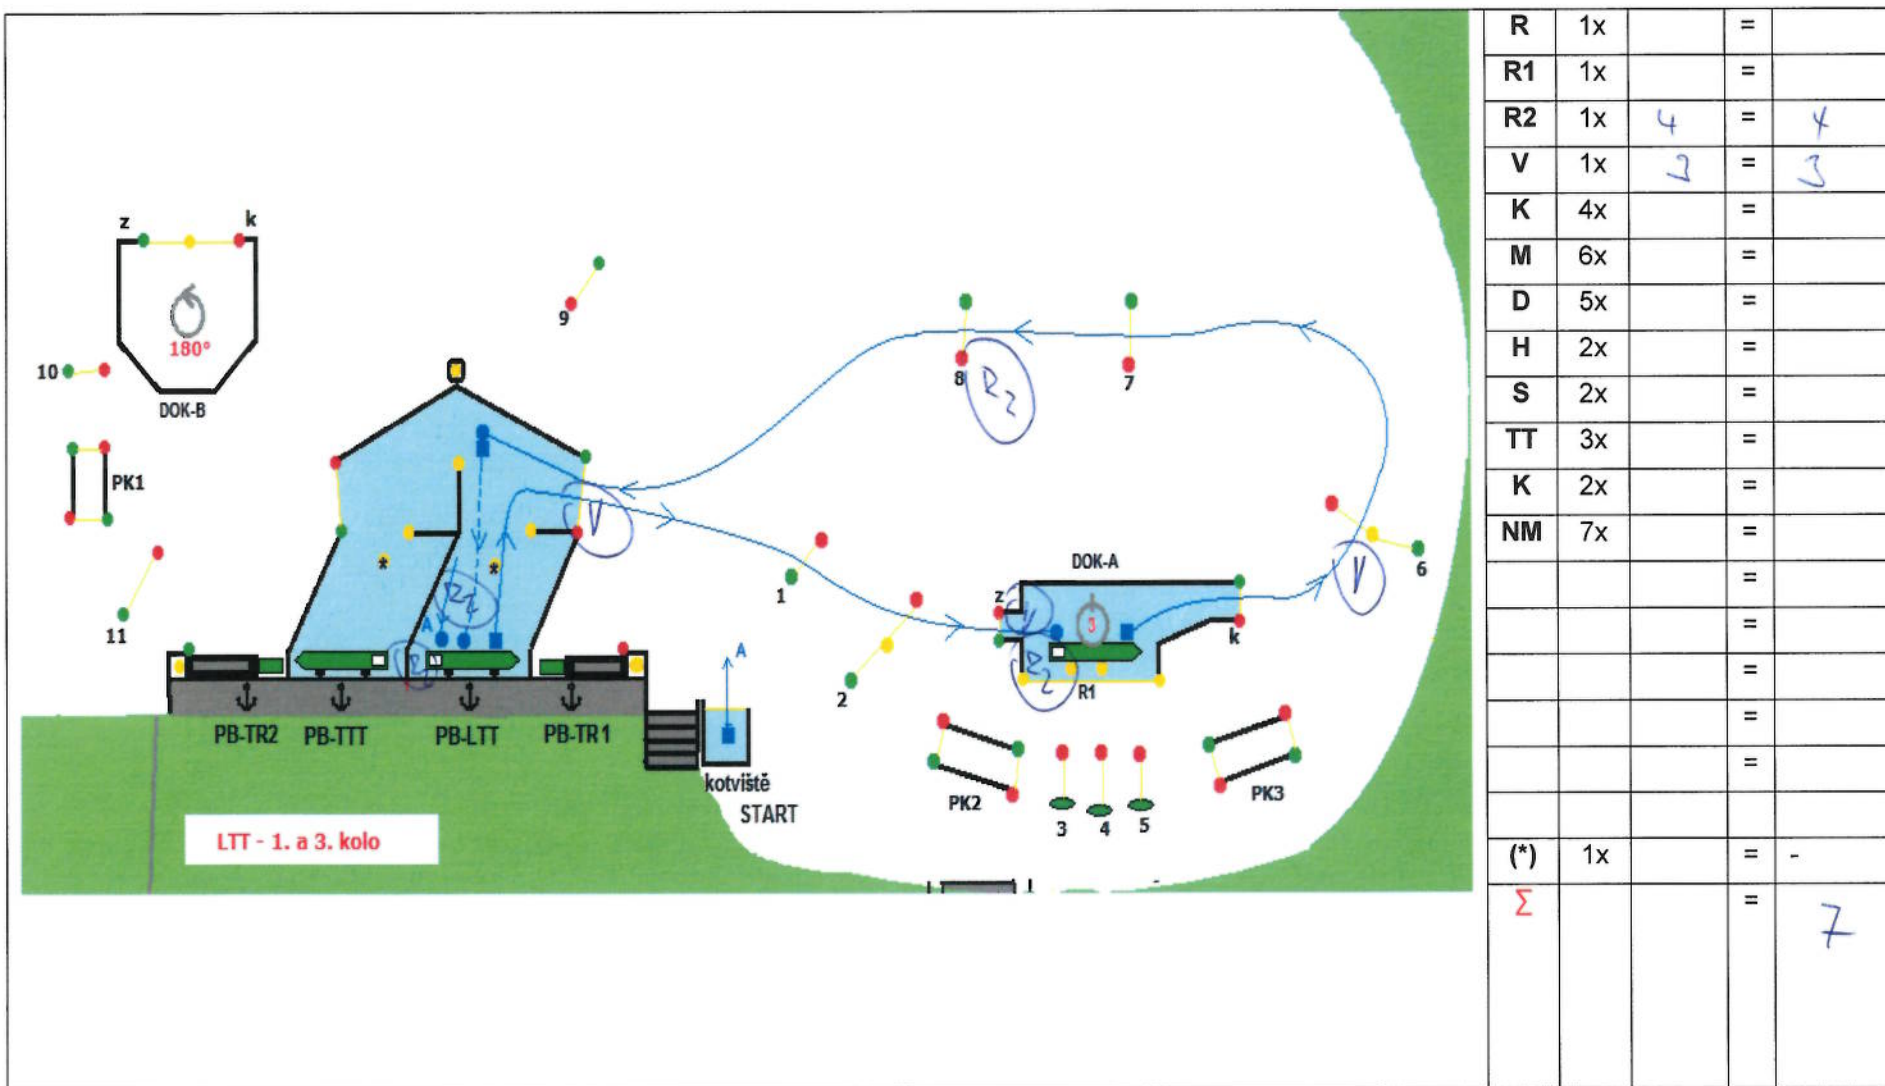 z k
180°
DOK-B
10
PK1
11
9
8
R2
7
V
6
1
2
*
*
R2
A
V
DOK-A
z
V
3
k
R2
R1
R2
A
PB-TR2 PB-TTT PB-LTT PB-TR1
kotviště
START
PK2
3 4 5
PK3
LTT - 1. a 3. kolo
R 1x =
R1 1x =
R2 1x 4 = 4
V 1x 3 = 3
K 4x =
M 6x =
D 5x =
H 2x =
S 2x =
TT 3x =
K 2x =
NM 7x =
=
=
=
=
=
(*) 1x = -
Σ = 7